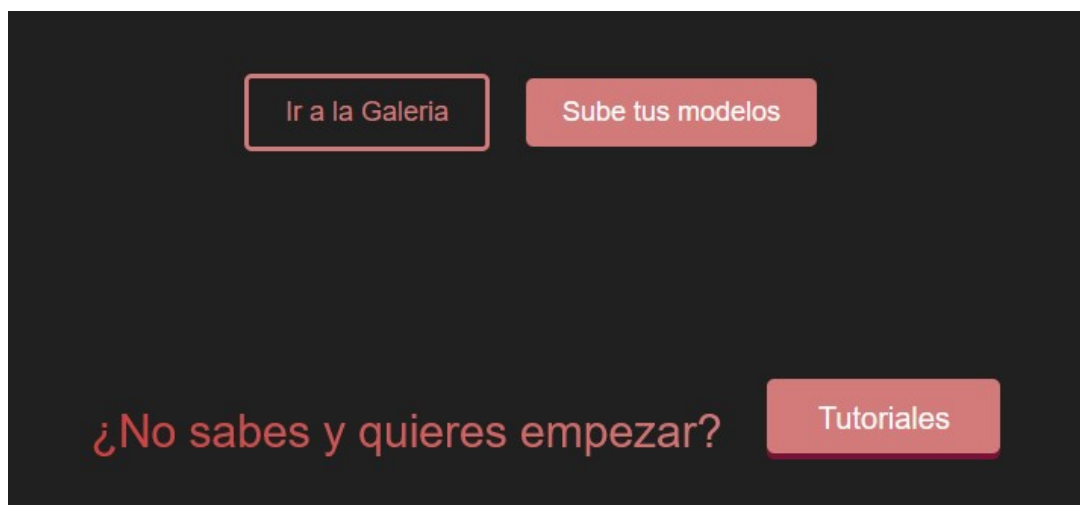 Ir a la Galeria
Sube tus modelos
¿No sabes y quieres empezar?
Tutoriales